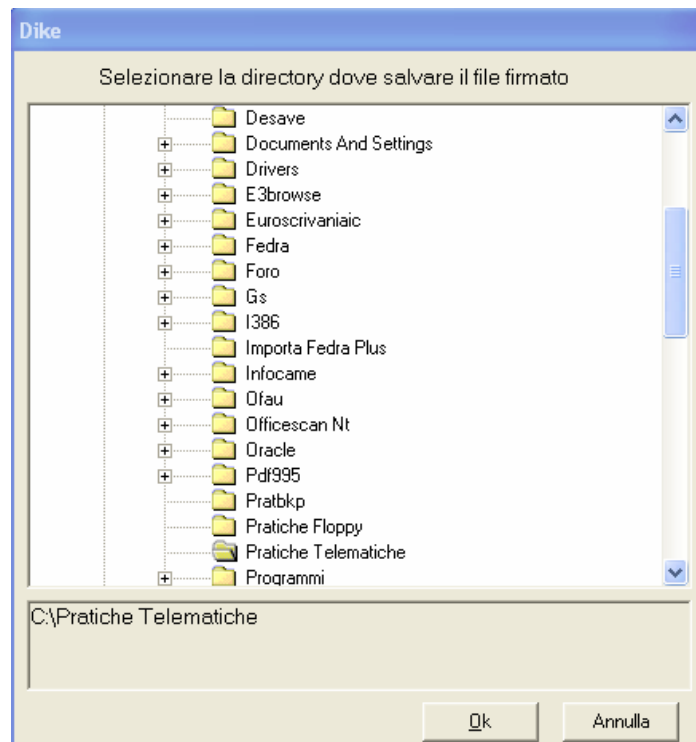 Dike
Selezionare la directory dove salvare il file firmato
Desave
Documents And Settings
Drivers
E3browse
Euroscrivaniaic
Fedra
Foro
Gs
I386
Importa Fedra Plus
Infocame
Ofau
Officescan Nt
Oracle
Pdf995
Pratbkp
Pratiche Floppy
Pratiche Telematiche
Programmi
C:\Pratiche Telematiche
Ok
Annulla